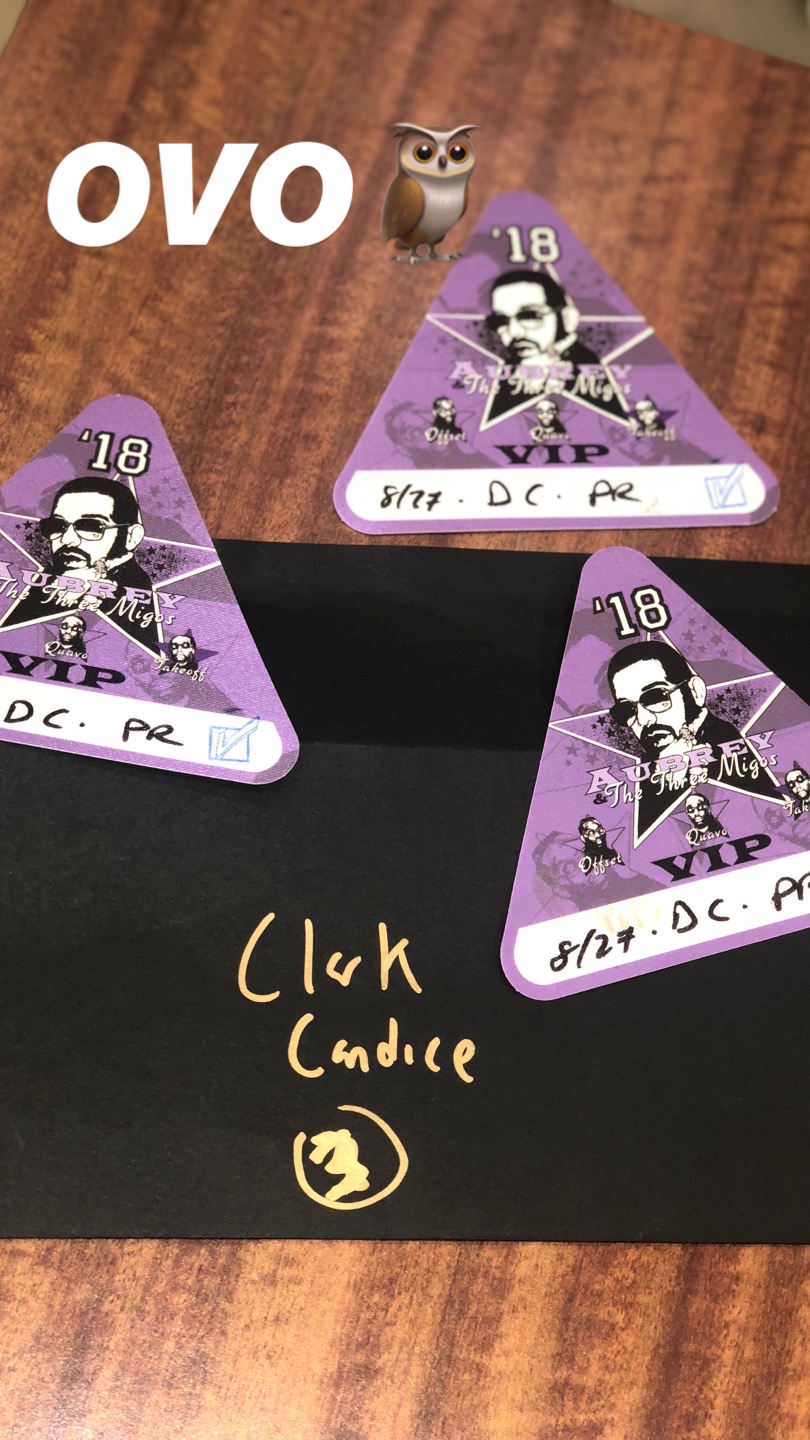 OVO
'18
AUBREY
& The Three Migos
Offset Quavo Takeoff
VIP
8/27 . DC . PR
'18
AUBREY
The Three Migos
Quavo Takeoff
VIP
DC . PR
'18
AUBREY
& The Three Migos
Offset Quavo
VIP
8/27 . DC . PR
Clark
Candice
3